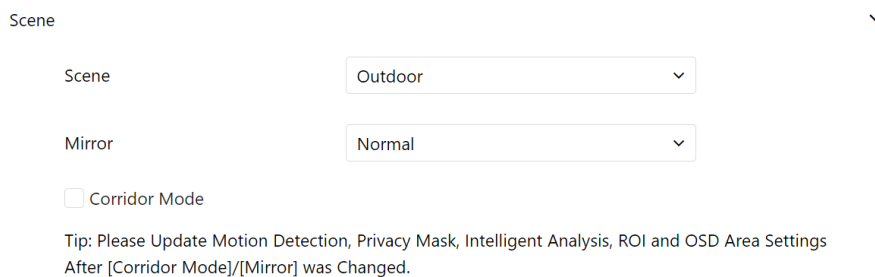 Scene
Scene Outdoor
Mirror Normal
Corridor Mode
Tip: Please Update Motion Detection, Privacy Mask, Intelligent Analysis, ROI and OSD Area Settings
After [Corridor Mode]/[Mirror] was Changed.